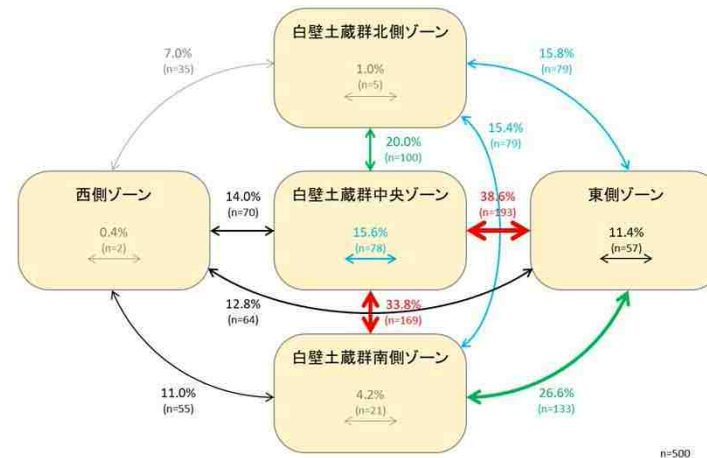 白壁土蔵群北側ゾーン
7.0%
(n=35)
1.0%
(n=5)
15.8%
(n=79)
20.0%
(n=100)
15.4%
(n=79)
西側ゾーン
0.4%
(n=2)
14.0%
(n=70)
白壁土蔵群中央ゾーン
15.6%
(n=78)
38.6%
(n=193)
東側ゾーン
11.4%
(n=57)
12.8%
(n=64)
33.8%
(n=169)
白壁土蔵群南側ゾーン
4.2%
(n=21)
11.0%
(n=55)
26.6%
(n=133)
n=500